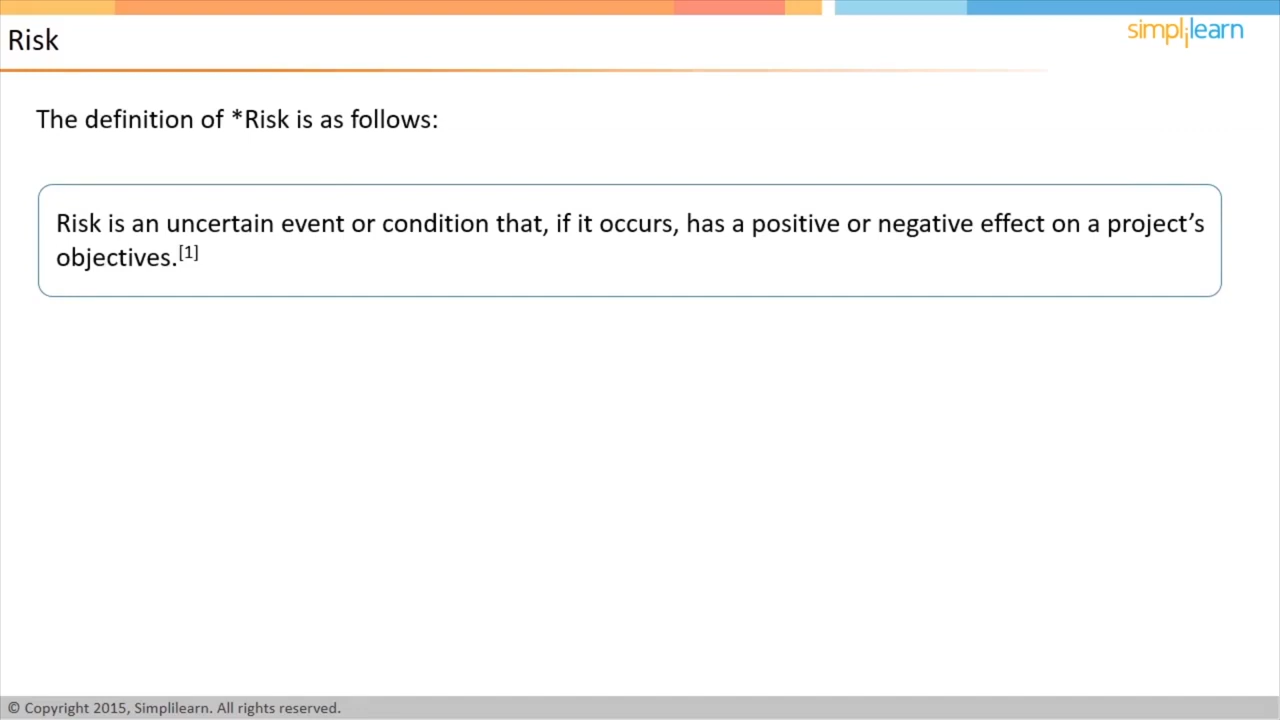 Risk
simplilearn
The definition of *Risk is as follows:
Risk is an uncertain event or condition that, if it occurs, has a positive or negative effect on a project’s
objectives.[1]
© Copyright 2015, Simplilearn. All rights reserved.